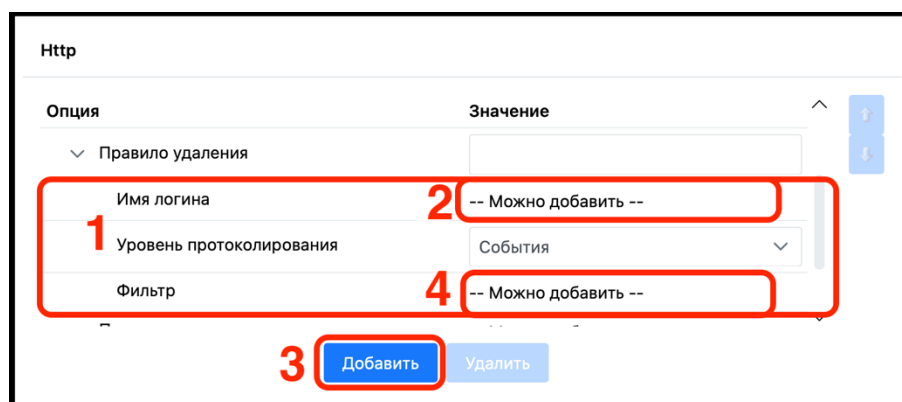 Http
Опция Значение
Правило удаления
Имя логина 2 -- Можно добавить --
1 Уровень протоколирования События
Фильтр 4 -- Можно добавить --
3 Добавить Удалить